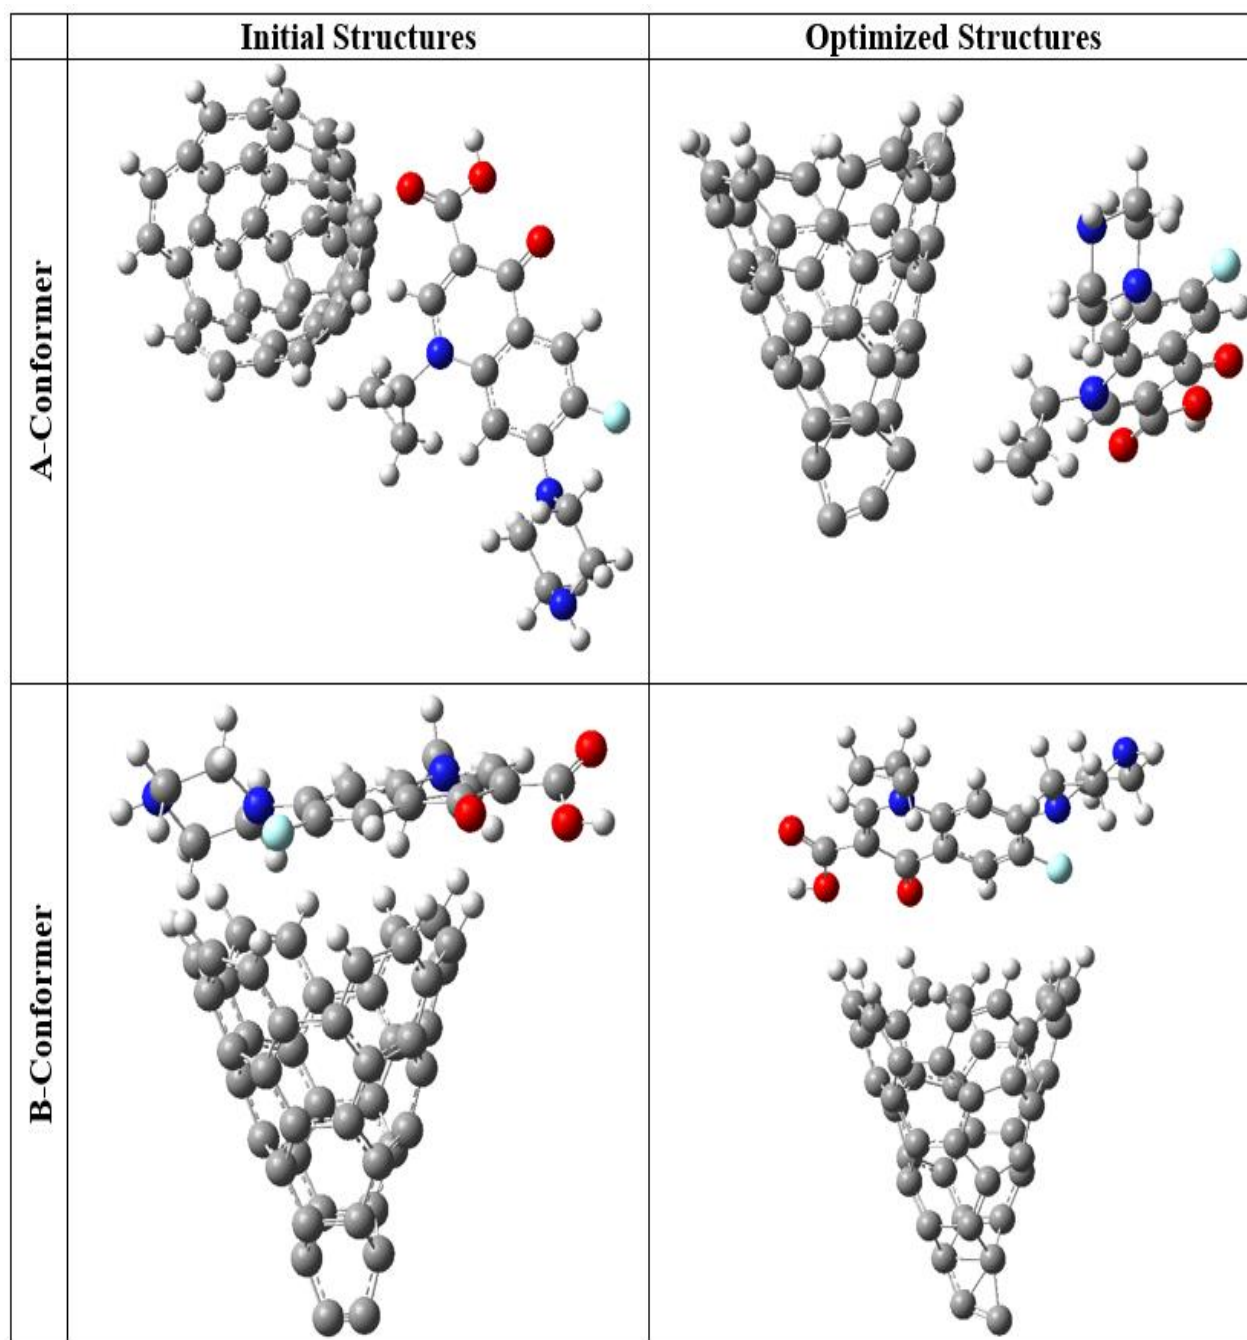 Initial Structures
Optimized Structures
A-Conformer
B-Conformer